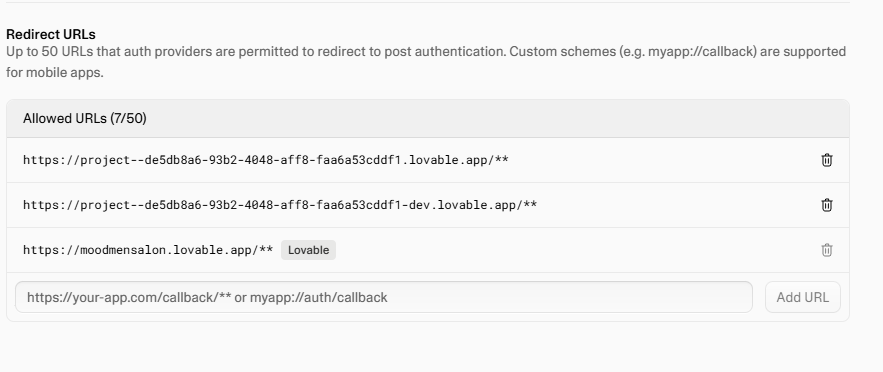 Redirect URLs
Up to 50 URLs that auth providers are permitted to redirect to post authentication. Custom schemes (e.g. myapp://callback) are supported
for mobile apps.
Allowed URLs (7/50)
https://project--de5db8a6-93b2-4048-aff8-faa6a53cddf1.lovable.app/**
https://project--de5db8a6-93b2-4048-aff8-faa6a53cddf1-dev.lovable.app/**
https://moodmensalon.lovable.app/** Lovable
https://your-app.com/callback/** or myapp://auth/callback Add URL